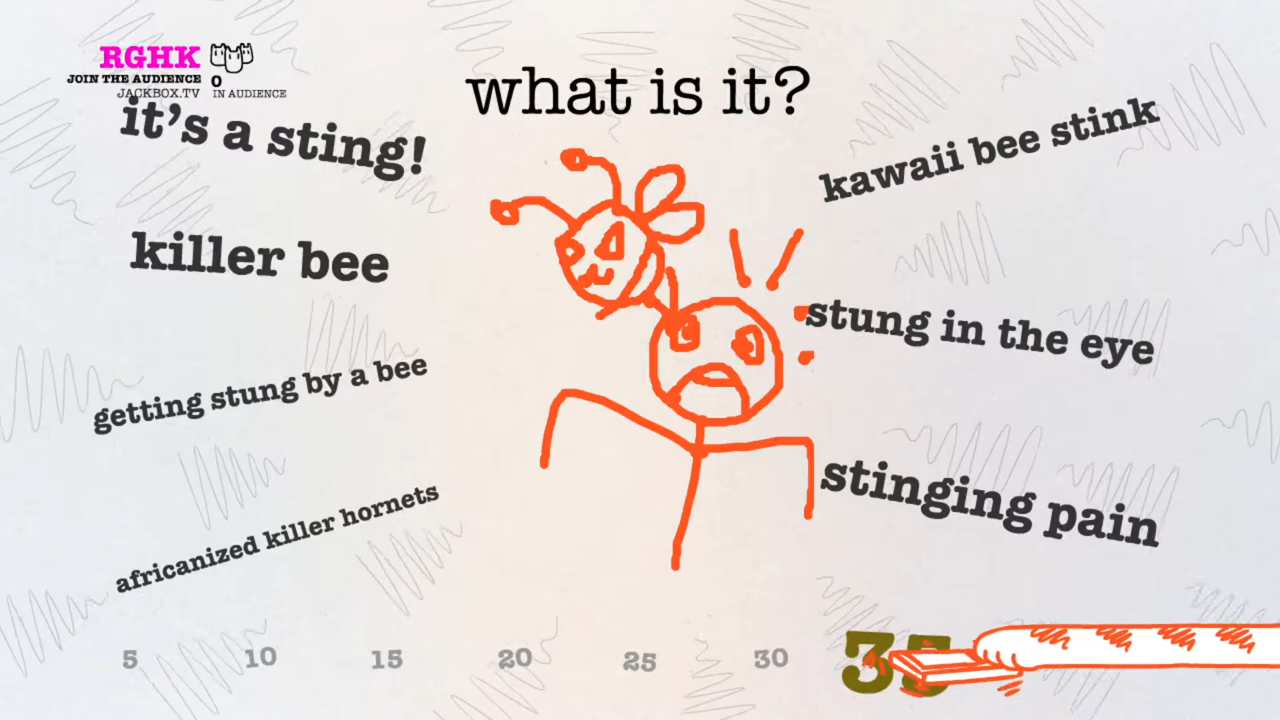 RGHK
JOIN THE AUDIENCE
JACKBOX.TV
0
IN AUDIENCE
what is it?
it's a sting!
killer bee
getting stung by a bee
africanized killer hornets
kawaii bee stink
stung in the eye
stinging pain
5 10 15 20 25 30 35